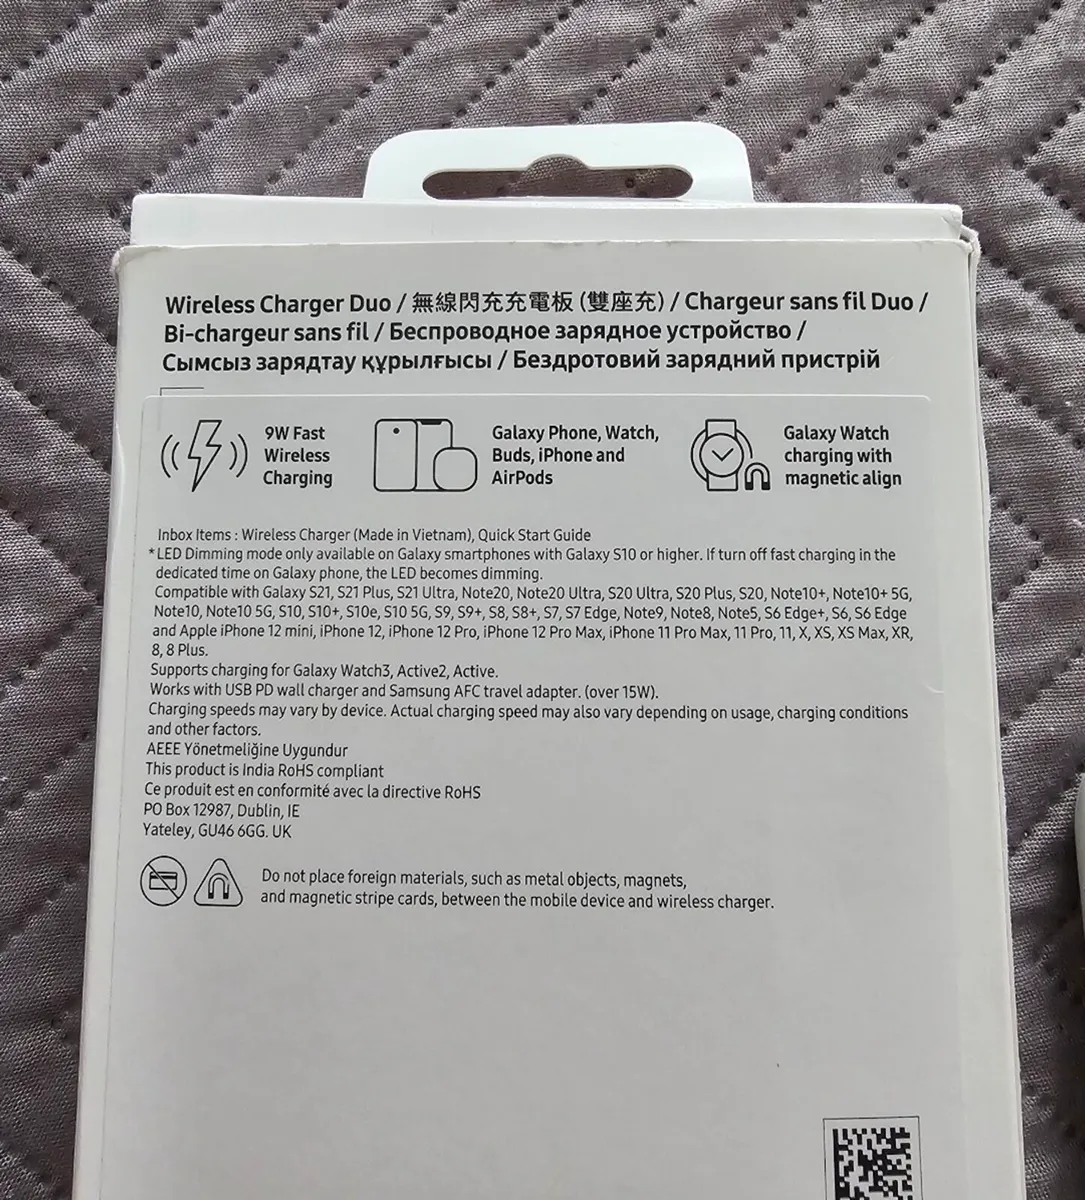 Wireless Charger Duo / 無線閃充充電板 (雙座充) / Chargeur sans fil Duo /
Bi-chargeur sans fil / Беспроводное зарядное устройство /
Сымсыз зарядтау құрылғысы / Бездротовий зарядний пристрій
9W Fast
Wireless
Charging
Galaxy Phone, Watch,
Buds, iPhone and
AirPods
Galaxy Watch
charging with
magnetic align
Inbox Items : Wireless Charger (Made in Vietnam), Quick Start Guide
*LED Dimming mode only available on Galaxy smartphones with Galaxy S10 or higher. If turn off fast charging in the
dedicated time on Galaxy phone, the LED becomes dimming.
Compatible with Galaxy S21, S21 Plus, S21 Ultra, Note20, Note20 Ultra, S20 Ultra, S20 Plus, S20, Note10+, Note10+ 5G,
Note10, Note10 5G, S10, S10+, S10e, S10 5G, S9, S9+, S8, S8+, S7, S7 Edge, Note9, Note8, Note5, S6 Edge+, S6, S6 Edge
and Apple iPhone 12 mini, iPhone 12, iPhone 12 Pro, iPhone 12 Pro Max, iPhone 11 Pro Max, 11 Pro, 11, X, XS, XS Max, XR,
8, 8 Plus.
Supports charging for Galaxy Watch3, Active2, Active.
Works with USB PD wall charger and Samsung AFC travel adapter. (over 15W).
Charging speeds may vary by device. Actual charging speed may also vary depending on usage, charging conditions
and other factors.
AEEE Yönetmeliğine Uygundur
This product is India RoHS compliant
Ce produit est en conformité avec la directive RoHS
PO Box 12987, Dublin, IE
Yateley, GU46 6GG. UK
Do not place foreign materials, such as metal objects, magnets,
and magnetic stripe cards, between the mobile device and wireless charger.